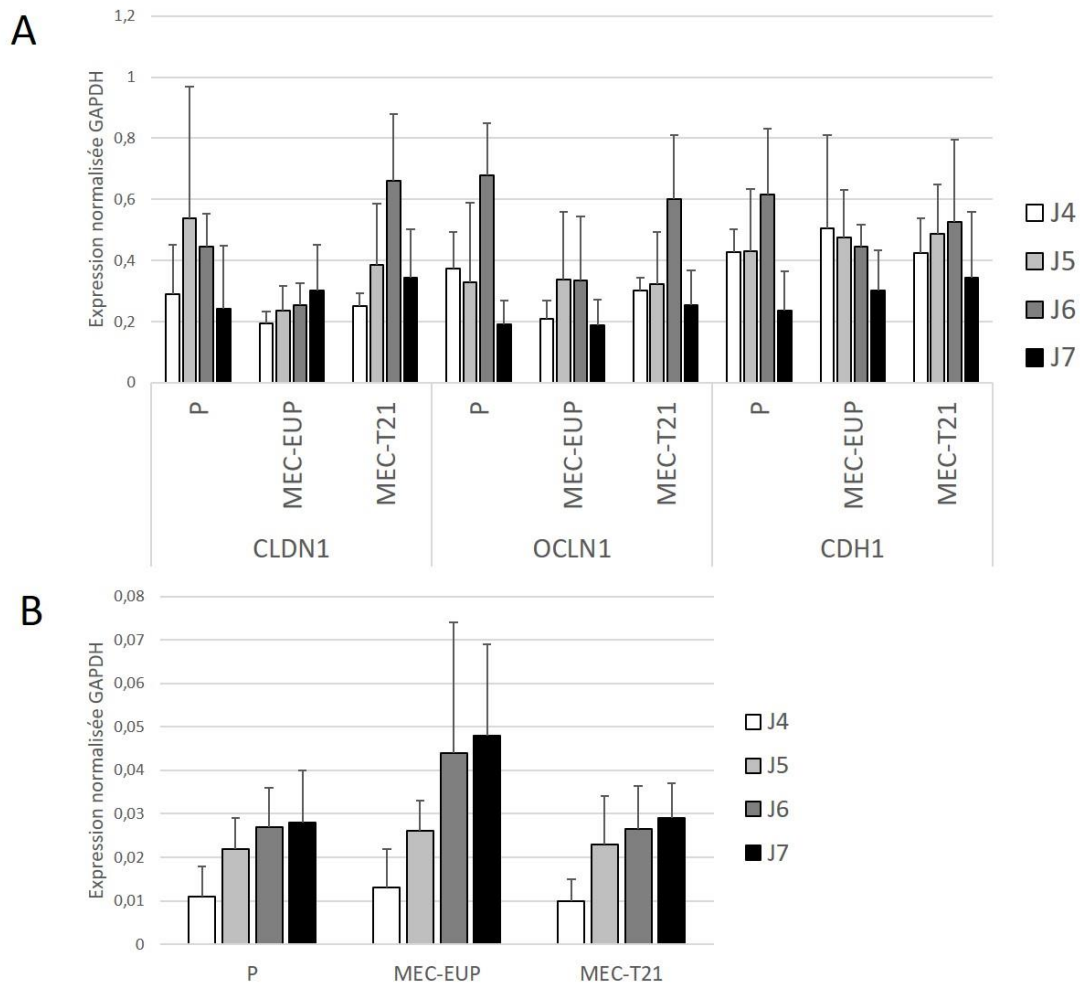 A
Expression normalisée GAPDH
1,2
1
0,8
0,6
0,4
0,2
0
P
MEC-EUP
MEC-T21
P
MEC-EUP
MEC-T21
P
MEC-EUP
MEC-T21
CLDN1
OCLN1
CDH1
J4
J5
J6
J7
B
Expression normalisée GAPDH
0,08
0,07
0,06
0,05
0,04
0,03
0,02
0,01
0
P
MEC-EUP
MEC-T21
J4
J5
J6
J7